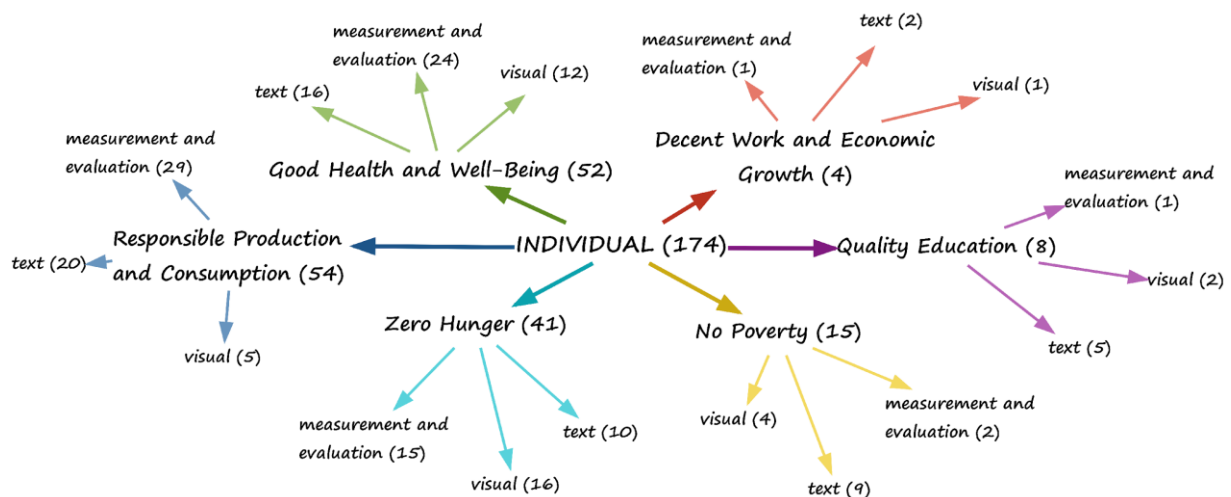 measurement and
evaluation (24)
text (16)
visual (12)
Good Health and Well-Being (52)
measurement and
evaluation (1)
text (2)
visual (1)
Decent Work and Economic
Growth (4)
measurement and
evaluation (29)
text (20)
visual (5)
Responsible Production
and Consumption (54)
INDIVIDUAL (174)
Quality Education (8)
measurement and
evaluation (1)
visual (2)
text (5)
Zero Hunger (41)
measurement and
evaluation (15)
visual (16)
text (10)
No Poverty (15)
visual (4)
text (9)
measurement and
evaluation (2)